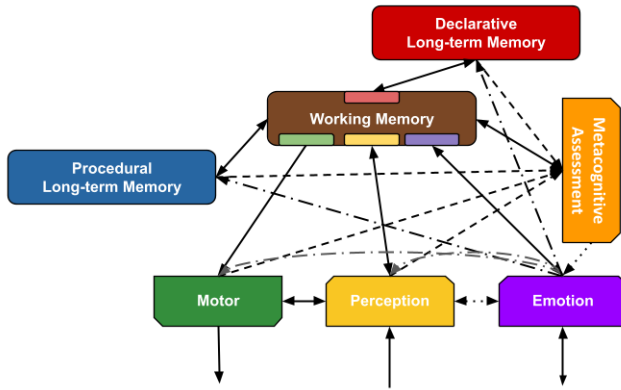 Declarative
Long-term Memory
Working Memory
Metacognitive
Assessment
Procedural
Long-term Memory
Motor
Perception
Emotion